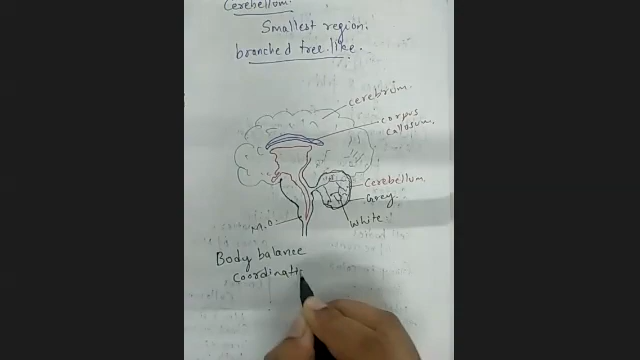 Cerebellum.
Smallest region.
branched tree like.
cerebrum
corpus
callosum.
Cerebellum.
Grey.
White
M.O
Body balance
coordinati